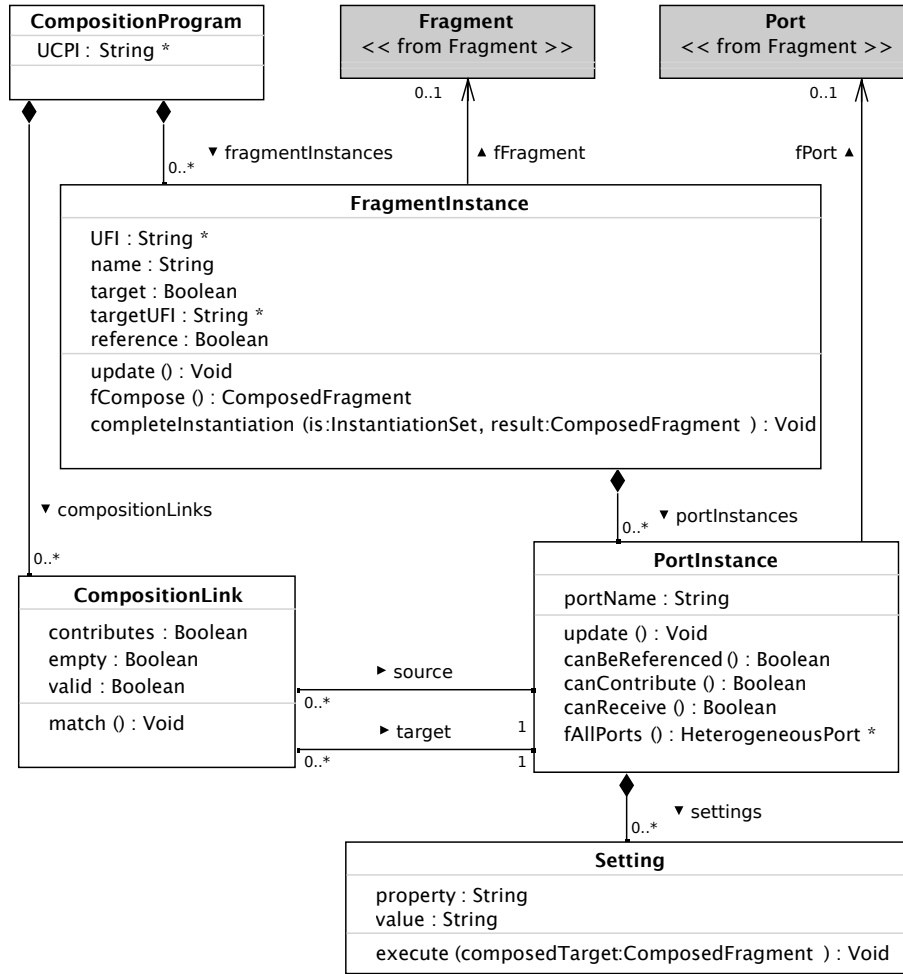 CompositionProgram
UCPI : String *
Fragment
<< from Fragment >>
Port
<< from Fragment >>
0..1
0..1
▼ fragmentInstances
0..*
▲ fFragment
fPort ▲
FragmentInstance
UFI : String *
name : String
target : Boolean
targetUFI : String *
reference : Boolean
update () : Void
fCompose () : ComposedFragment
completeInstantiation (is:InstantiationSet, result:ComposedFragment ) : Void
▼ compositionLinks
0..*
▼ portInstances
0..*
CompositionLink
contributes : Boolean
empty : Boolean
valid : Boolean
match () : Void
► source
0..*
1
► target
0..*
1
PortInstance
portName : String
update () : Void
canBeReferenced () : Boolean
canContribute () : Boolean
canReceive () : Boolean
fAllPorts () : HeterogeneousPort *
▼ settings
0..*
Setting
property : String
value : String
execute (composedTarget:ComposedFragment ) : Void